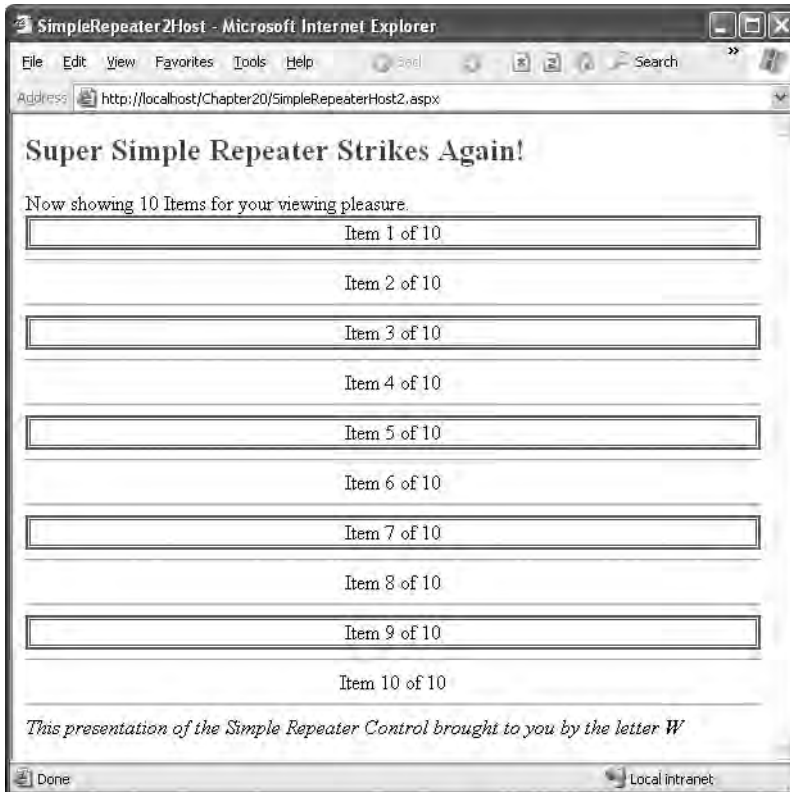 SimpleRepeater2Host - Microsoft Internet Explorer
File Edit View Favorites Tools Help Back Search »
Address http://localhost/Chapter20/SimpleRepeaterHost2.aspx
Super Simple Repeater Strikes Again!
Now showing 10 Items for your viewing pleasure.
Item 1 of 10
Item 2 of 10
Item 3 of 10
Item 4 of 10
Item 5 of 10
Item 6 of 10
Item 7 of 10
Item 8 of 10
Item 9 of 10
Item 10 of 10
This presentation of the Simple Repeater Control brought to you by the letter W
Done Local intranet